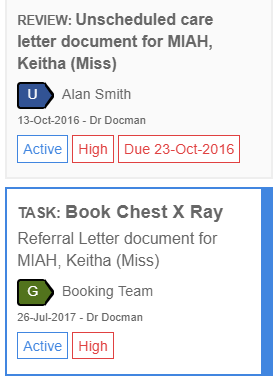 REVIEW: Unscheduled care
letter document for MIAH,
Keitha (Miss)
U Alan Smith
13-Oct-2016 - Dr Docman
Active High Due 23-Oct-2016
TASK: Book Chest X Ray
Referral Letter document for
MIAH, Keitha (Miss)
G Booking Team
26-Jul-2017 - Dr Docman
Active High